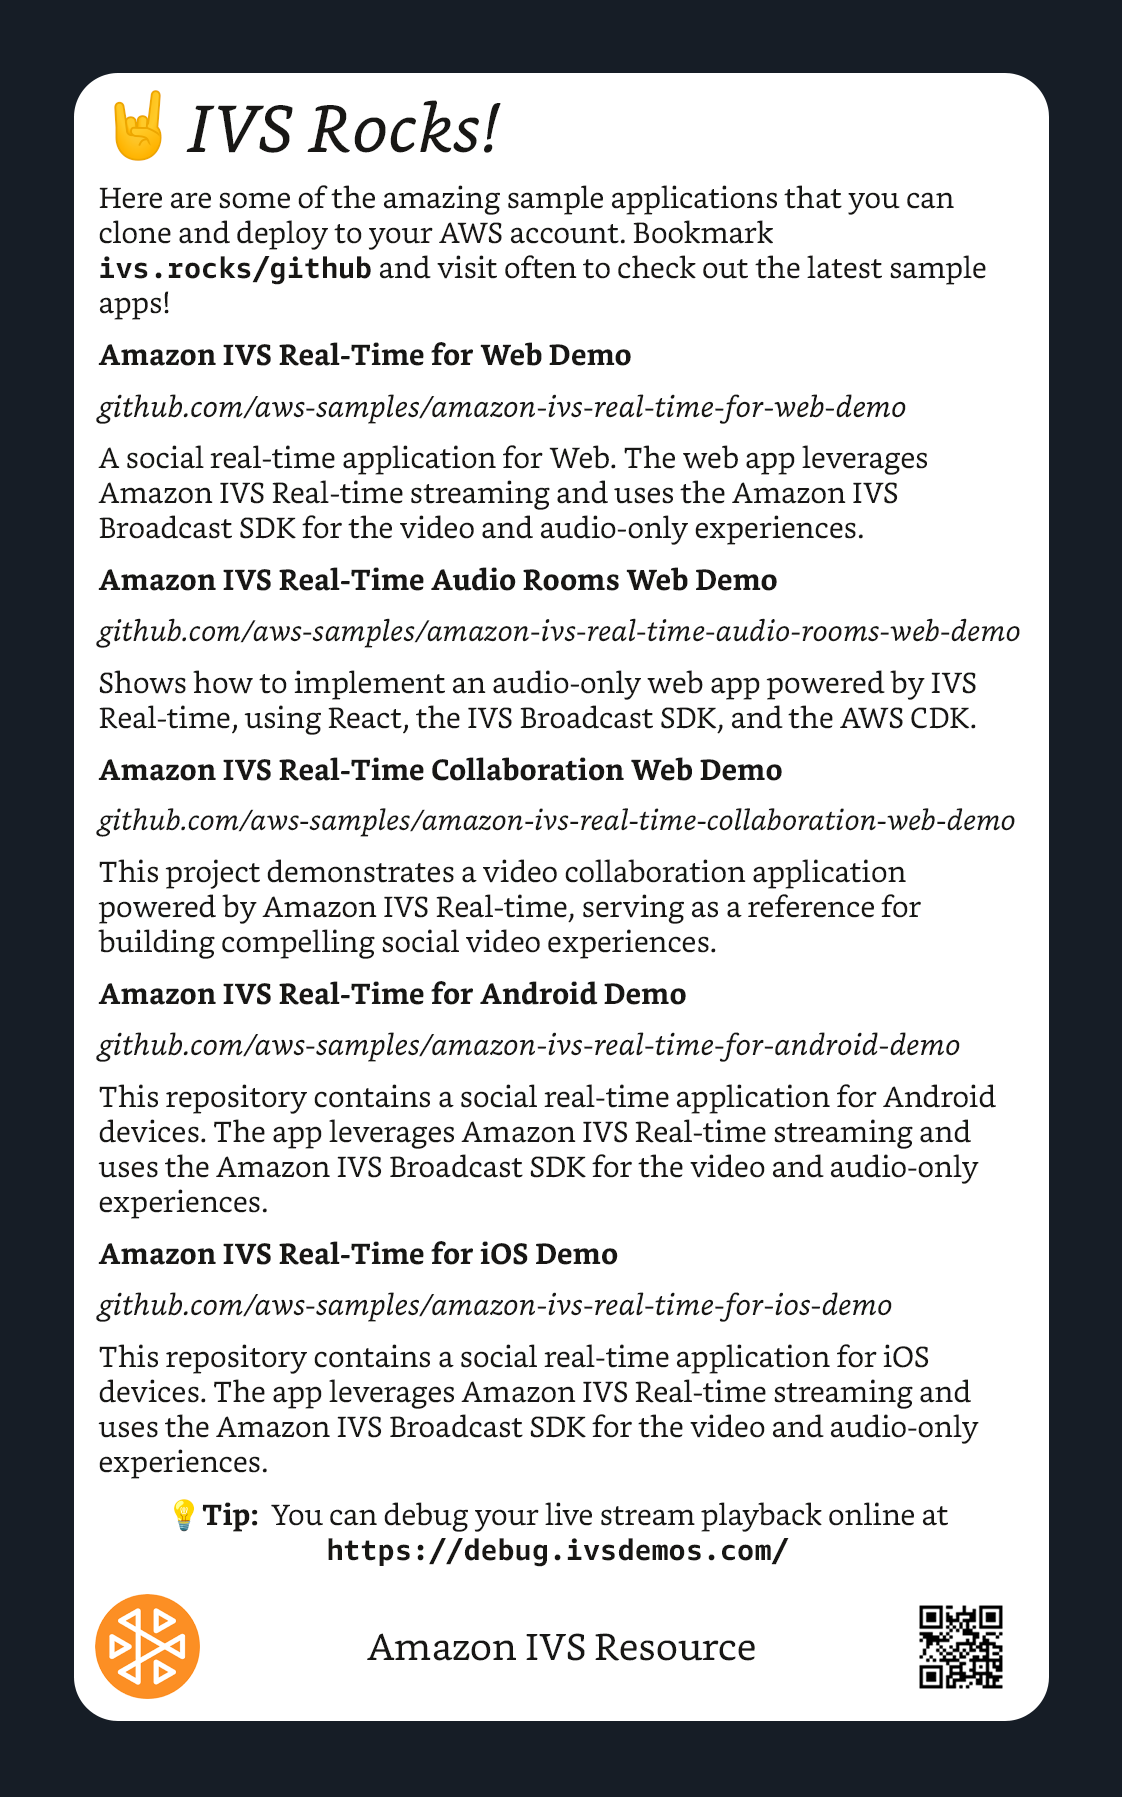 🤘 IVS Rocks!
Here are some of the amazing sample applications that you can
clone and deploy to your AWS account. Bookmark
ivs.rocks/github and visit often to check out the latest sample
apps!
Amazon IVS Real-Time for Web Demo
github.com/aws-samples/amazon-ivs-real-time-for-web-demo
A social real-time application for Web. The web app leverages
Amazon IVS Real-time streaming and uses the Amazon IVS
Broadcast SDK for the video and audio-only experiences.
Amazon IVS Real-Time Audio Rooms Web Demo
github.com/aws-samples/amazon-ivs-real-time-audio-rooms-web-demo
Shows how to implement an audio-only web app powered by IVS
Real-time, using React, the IVS Broadcast SDK, and the AWS CDK.
Amazon IVS Real-Time Collaboration Web Demo
github.com/aws-samples/amazon-ivs-real-time-collaboration-web-demo
This project demonstrates a video collaboration application
powered by Amazon IVS Real-time, serving as a reference for
building compelling social video experiences.
Amazon IVS Real-Time for Android Demo
github.com/aws-samples/amazon-ivs-real-time-for-android-demo
This repository contains a social real-time application for Android
devices. The app leverages Amazon IVS Real-time streaming and
uses the Amazon IVS Broadcast SDK for the video and audio-only
experiences.
Amazon IVS Real-Time for iOS Demo
github.com/aws-samples/amazon-ivs-real-time-for-ios-demo
This repository contains a social real-time application for iOS
devices. The app leverages Amazon IVS Real-time streaming and
uses the Amazon IVS Broadcast SDK for the video and audio-only
experiences.
💡Tip: You can debug your live stream playback online at
https://debug.ivsdemos.com/
Amazon IVS Resource